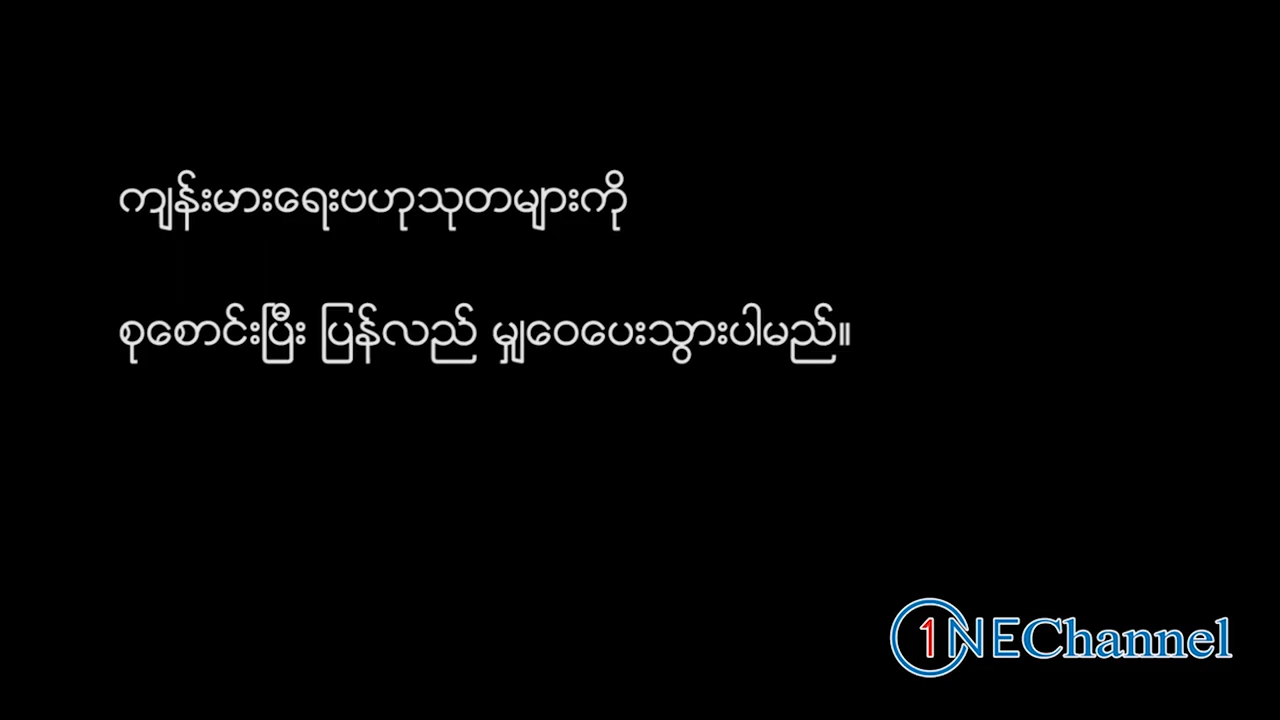 ကျန်းမာရေးဗဟုသုတများကို
စုစောင်းပြီး ပြန်လည် မျှဝေပေးသွားပါမည်။
1NEChannel